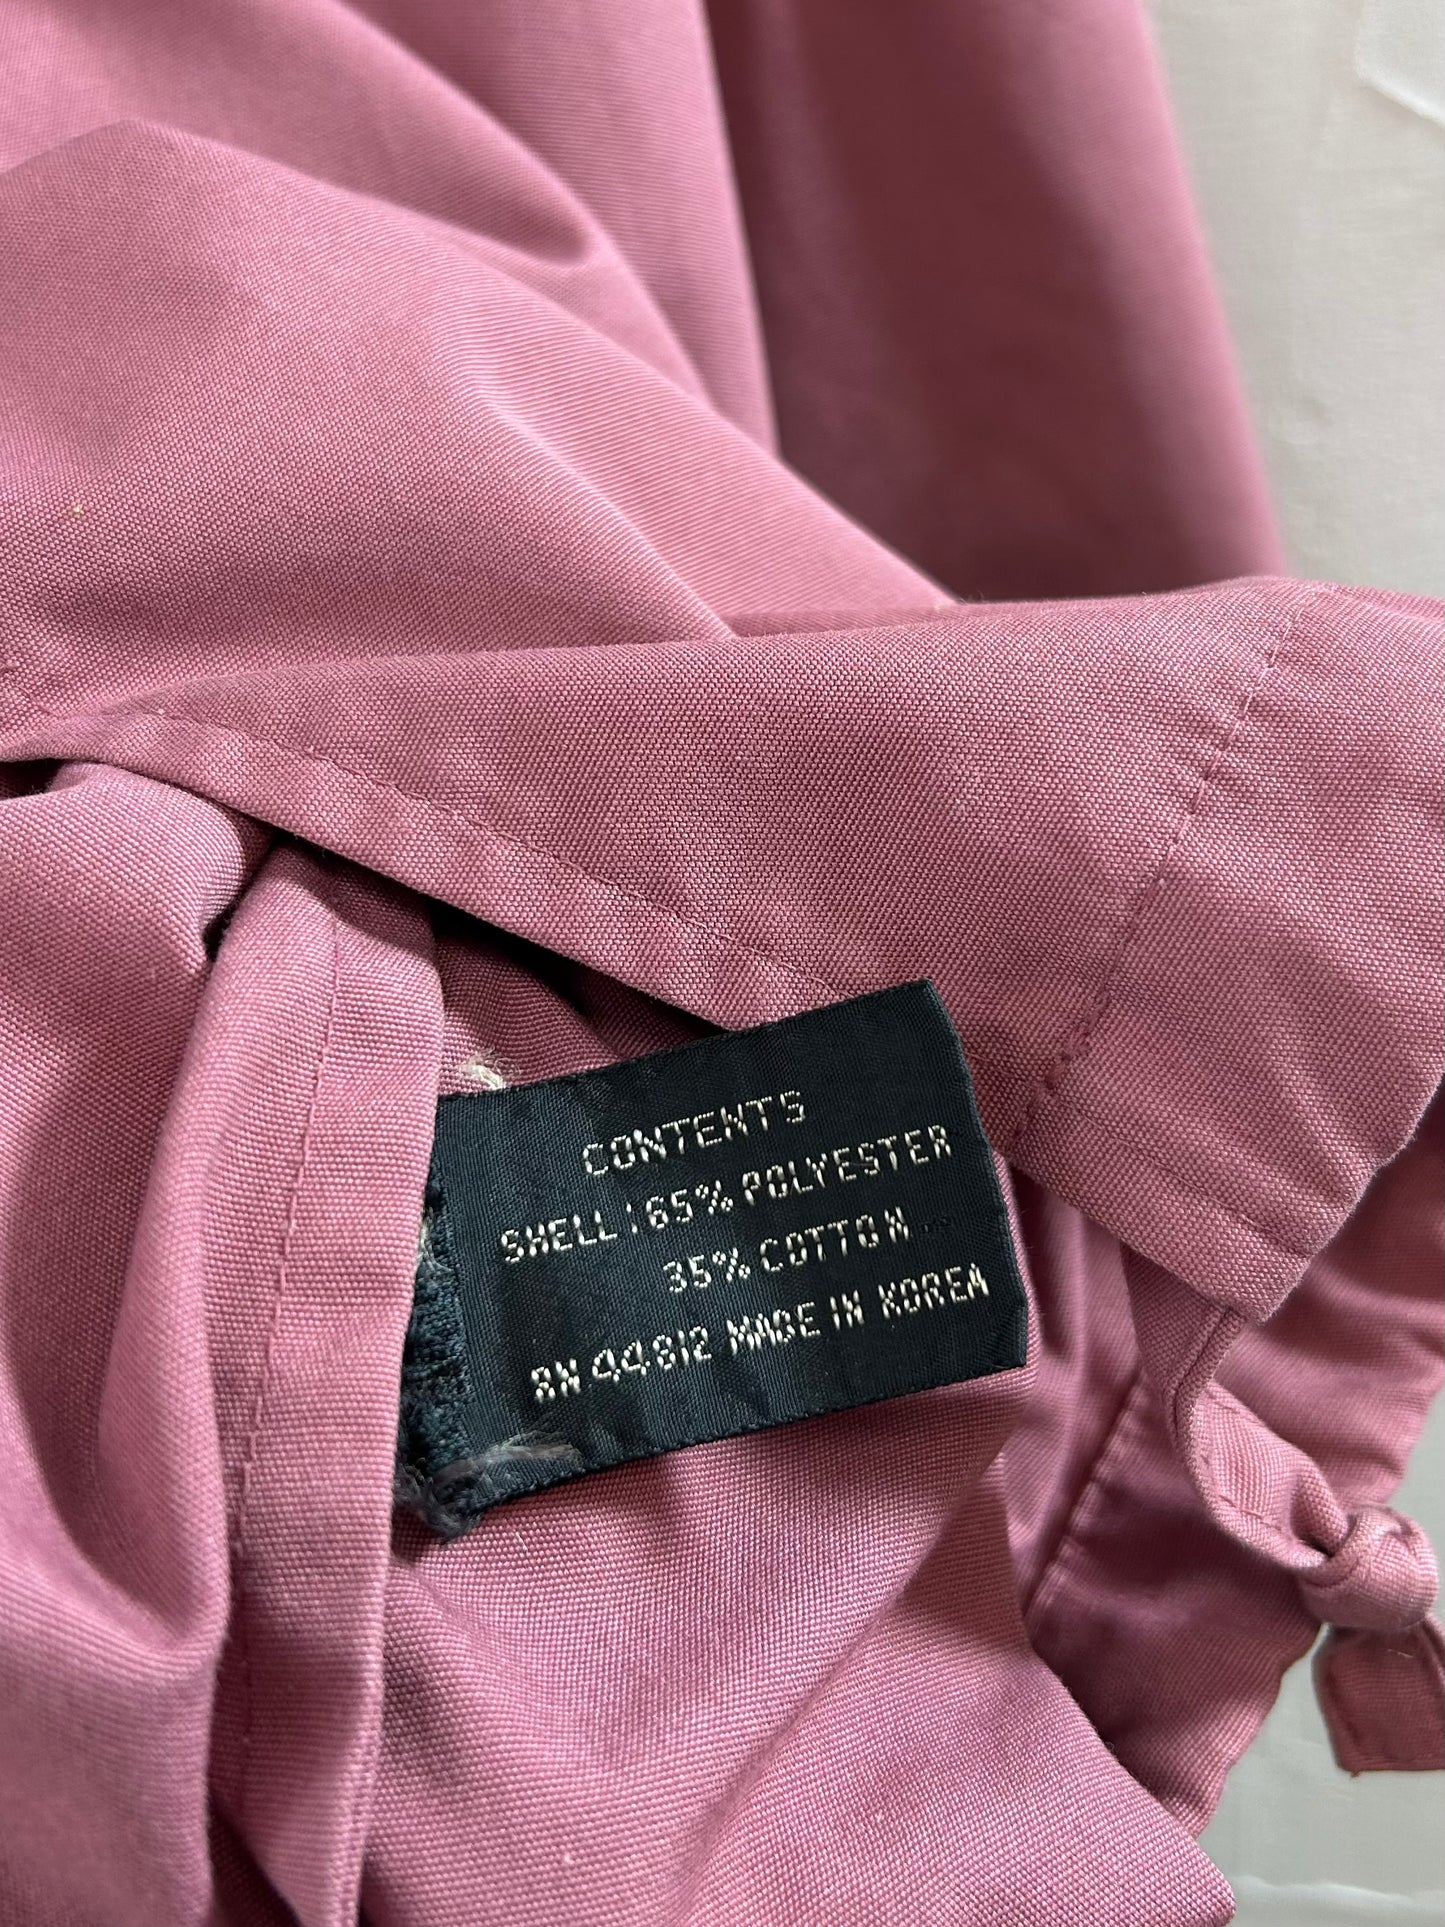 CONTENTS
SHELL: 65% POLYESTER
35% COTTON
RN 44812 MADE IN KOREA